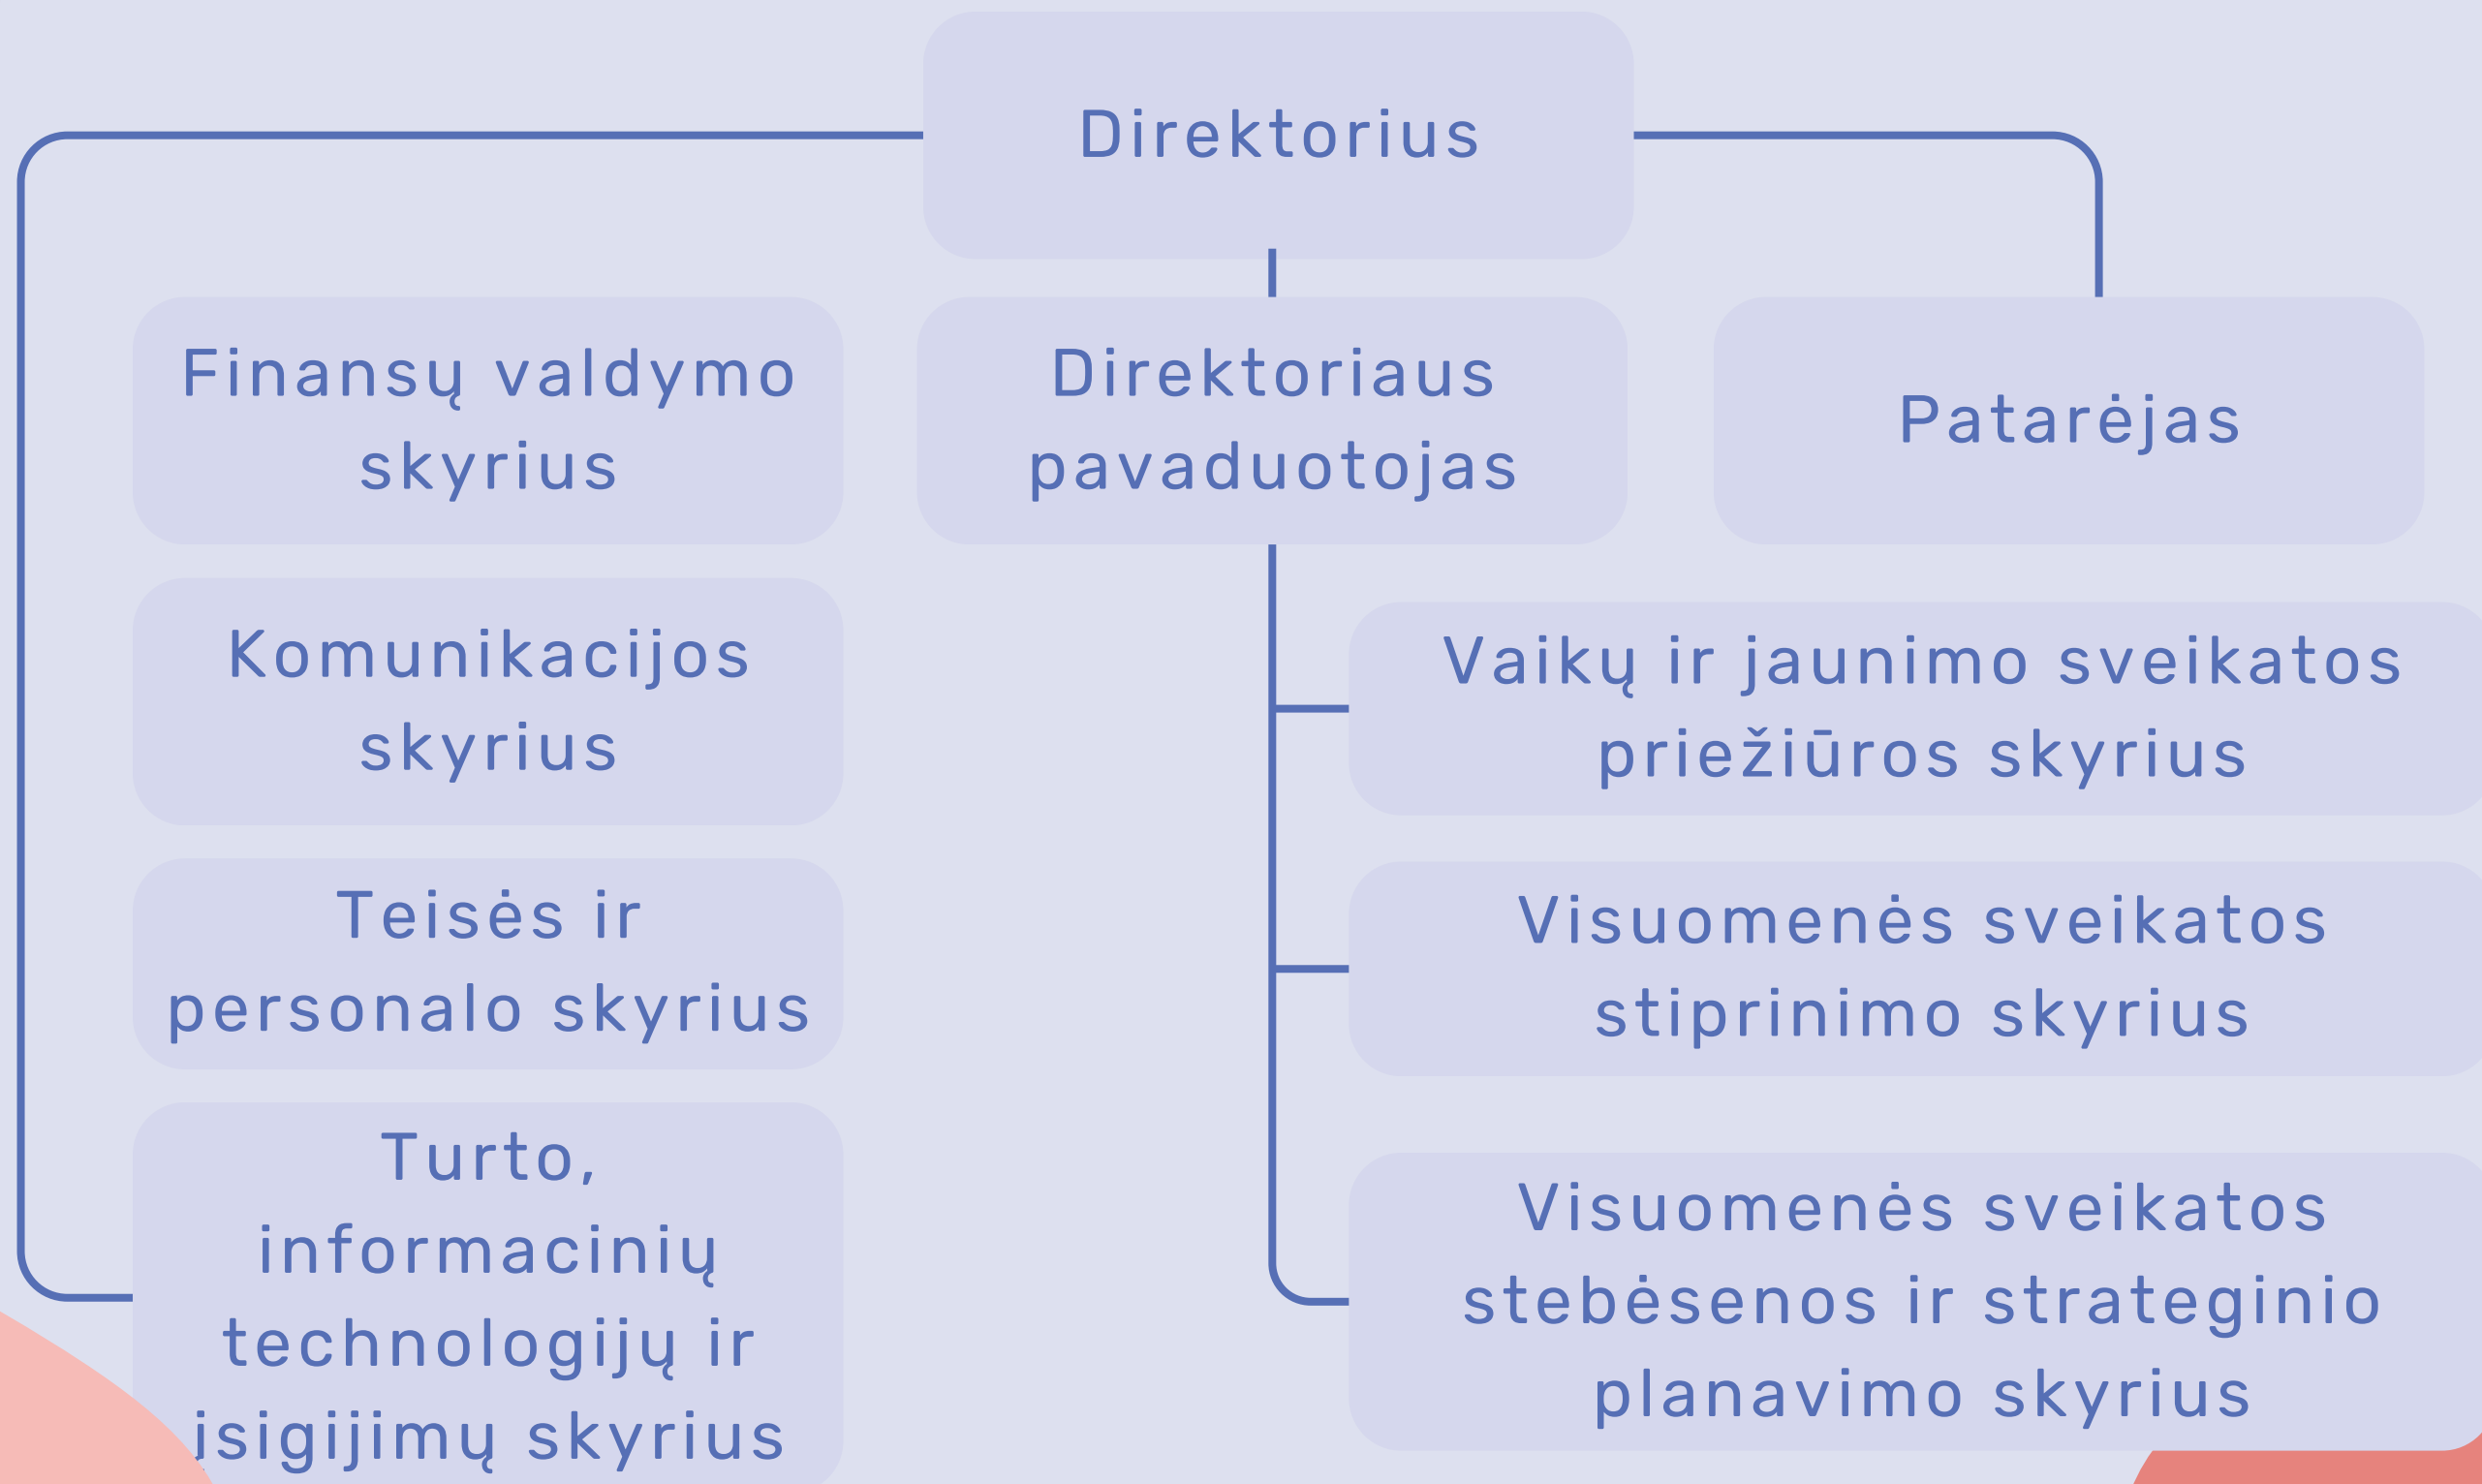 Direktorius
Finansų valdymo
skyrius
Direktoriaus
pavaduotojas
Patarėjas
Komunikacijos
skyrius
Teisės ir
personalo skyrius
Turto,
informacinių
technologijų ir
įsigijimų skyrius
Vaikų ir jaunimo sveikatos
priežiūros skyrius
Visuomenės sveikatos
stiprinimo skyrius
Visuomenės sveikatos
stebėsenos ir strateginio
planavimo skyrius